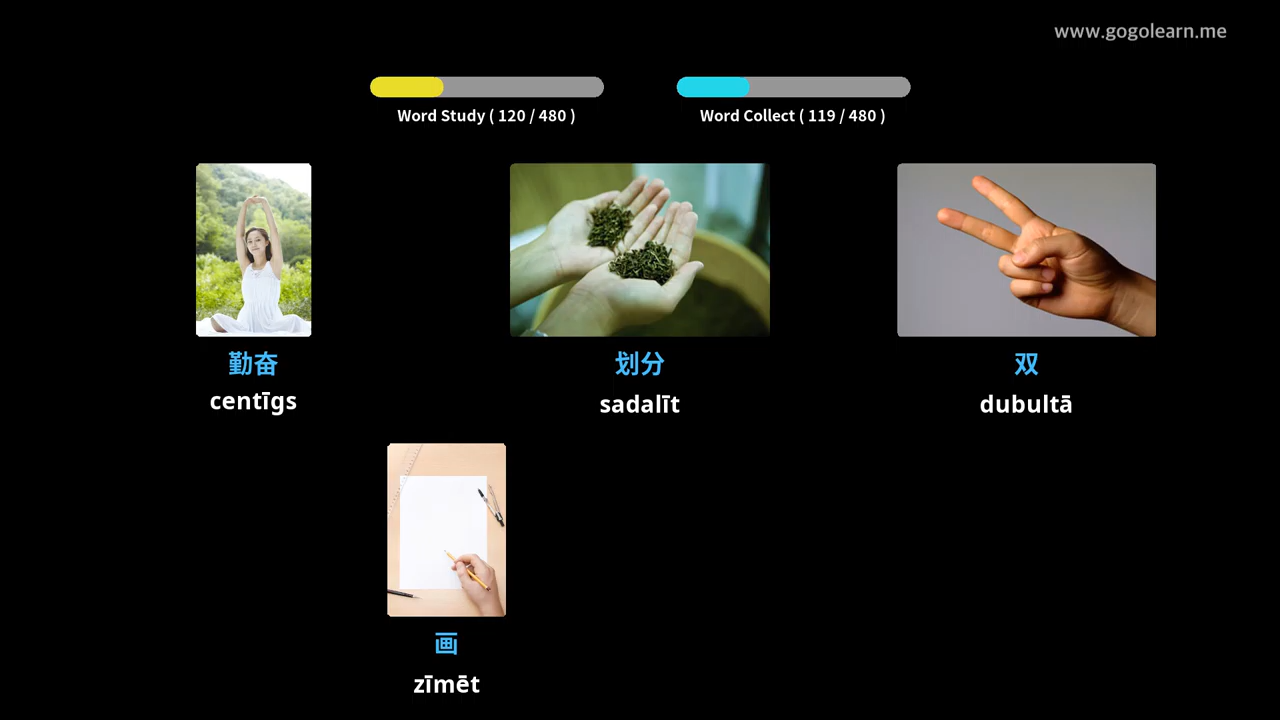 www.gogolearn.me
Word Study ( 120 / 480 )
Word Collect ( 119 / 480 )
勤奋
centīgs
划分
sadalīt
双
dubultā
画
zīmēt